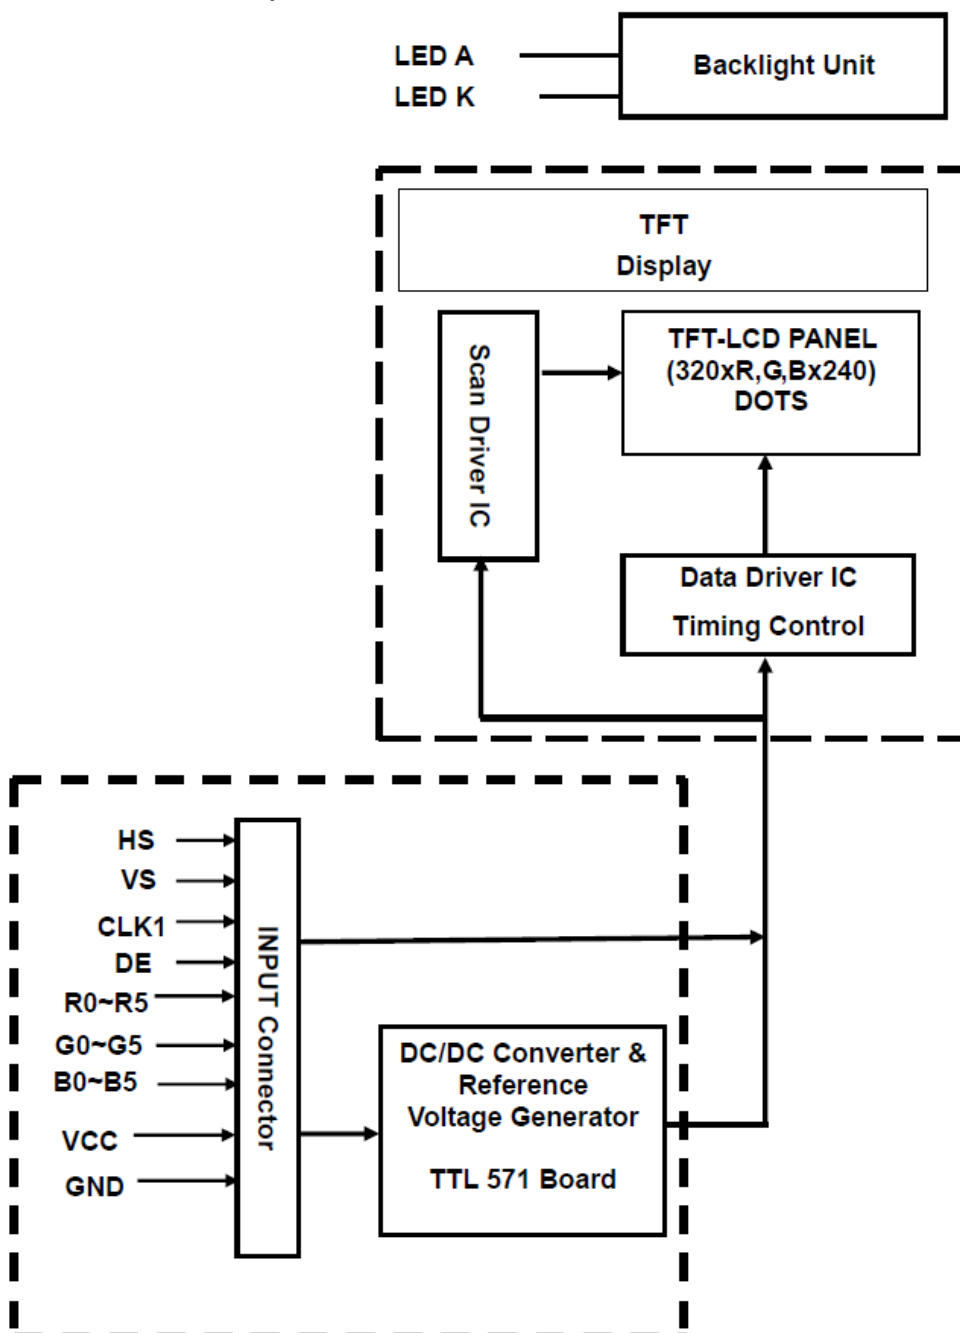 LED A
LED K
Backlight Unit
TFT
Display
Scan Driver IC
TFT-LCD PANEL
(320xR,G,Bx240)
DOTS
Data Driver IC
Timing Control
HS
VS
CLK1
DE
R0~R5
G0~G5
B0~B5
VCC
GND
INPUT Connector
DC/DC Converter &
Reference
Voltage Generator
TTL 571 Board